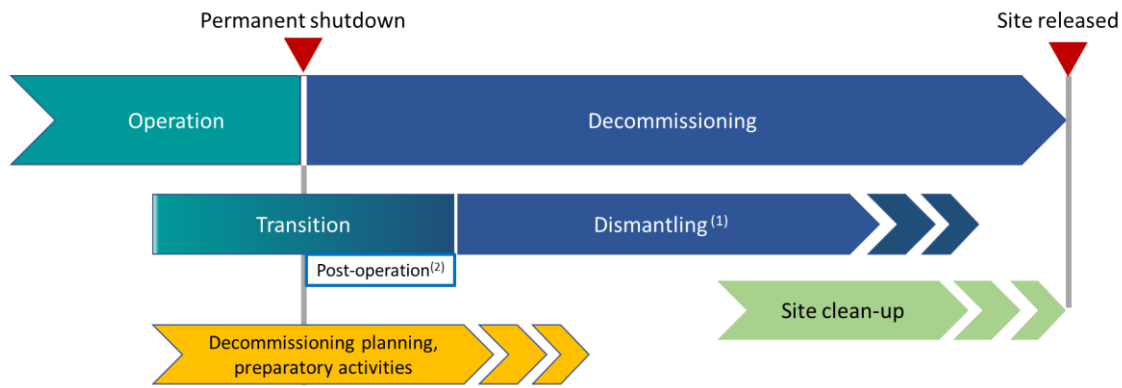 Permanent shutdown
Site released
Operation
Decommissioning
Transition
Dismantling(1)
Post-operation(2)
Site clean-up
Decommissioning planning,
preparatory activities